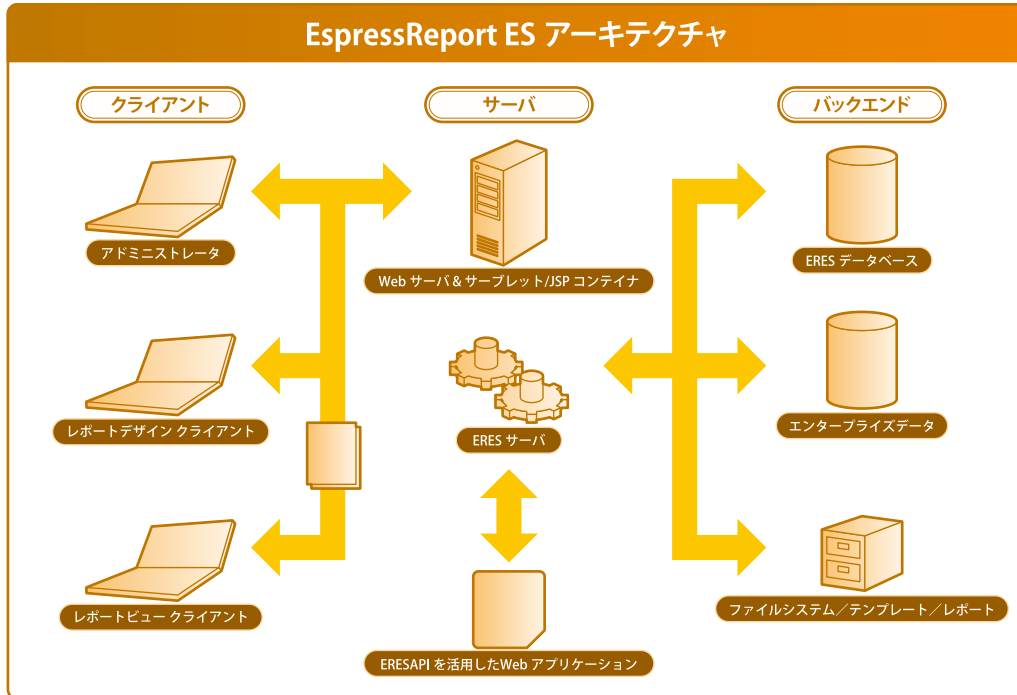 EspressReport ES アーキテクチャ
クライアント
サーバ
バックエンド
アドミニストレータ
Web サーバ & サーブレット/JSP コンテイナ
ERES データベース
レポートデザイン クライアント
ERES サーバ
エンタープライズデータ
レポートビュー クライアント
ファイルシステム／テンプレート／レポート
ERESAPI を活用したWeb アプリケーション